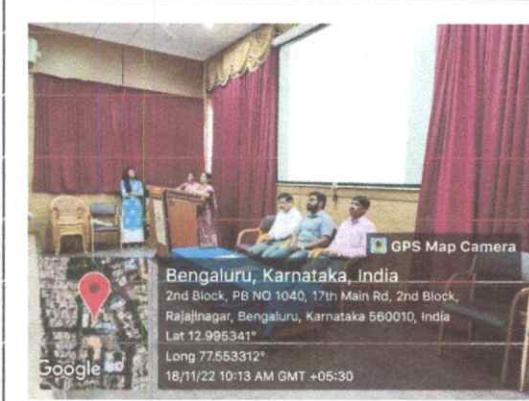 GPS Map Camera
Bengaluru, Karnataka, India
2nd Block, PB NO 1040, 17th Main Rd, 2nd Block,
Rajajinagar, Bengaluru, Karnataka 560010, India
Lat 12.995341°
Long 77.553312°
18/11/22 10:13 AM GMT +05:30
Google